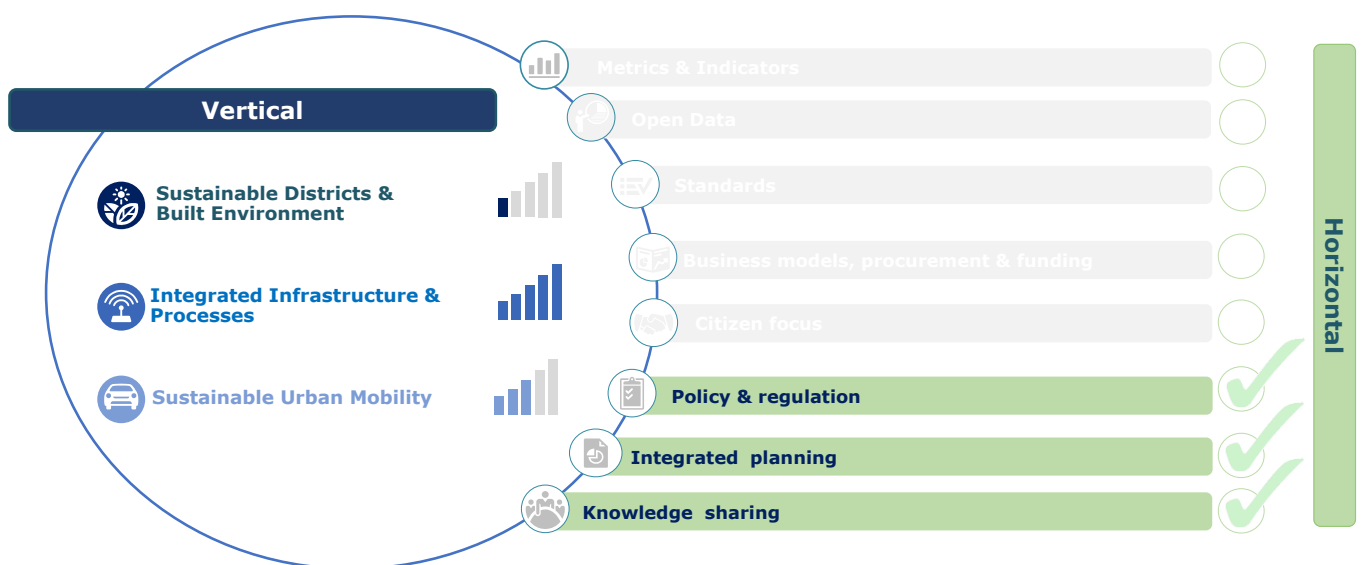 Metrics & Indicators
Vertical
Open Data
Sustainable Districts &
Built Environment
Standards
Business models, procurement & funding
Integrated Infrastructure &
Processes
Citizen focus
Sustainable Urban Mobility
Policy & regulation
Integrated planning
Knowledge sharing
Horizontal